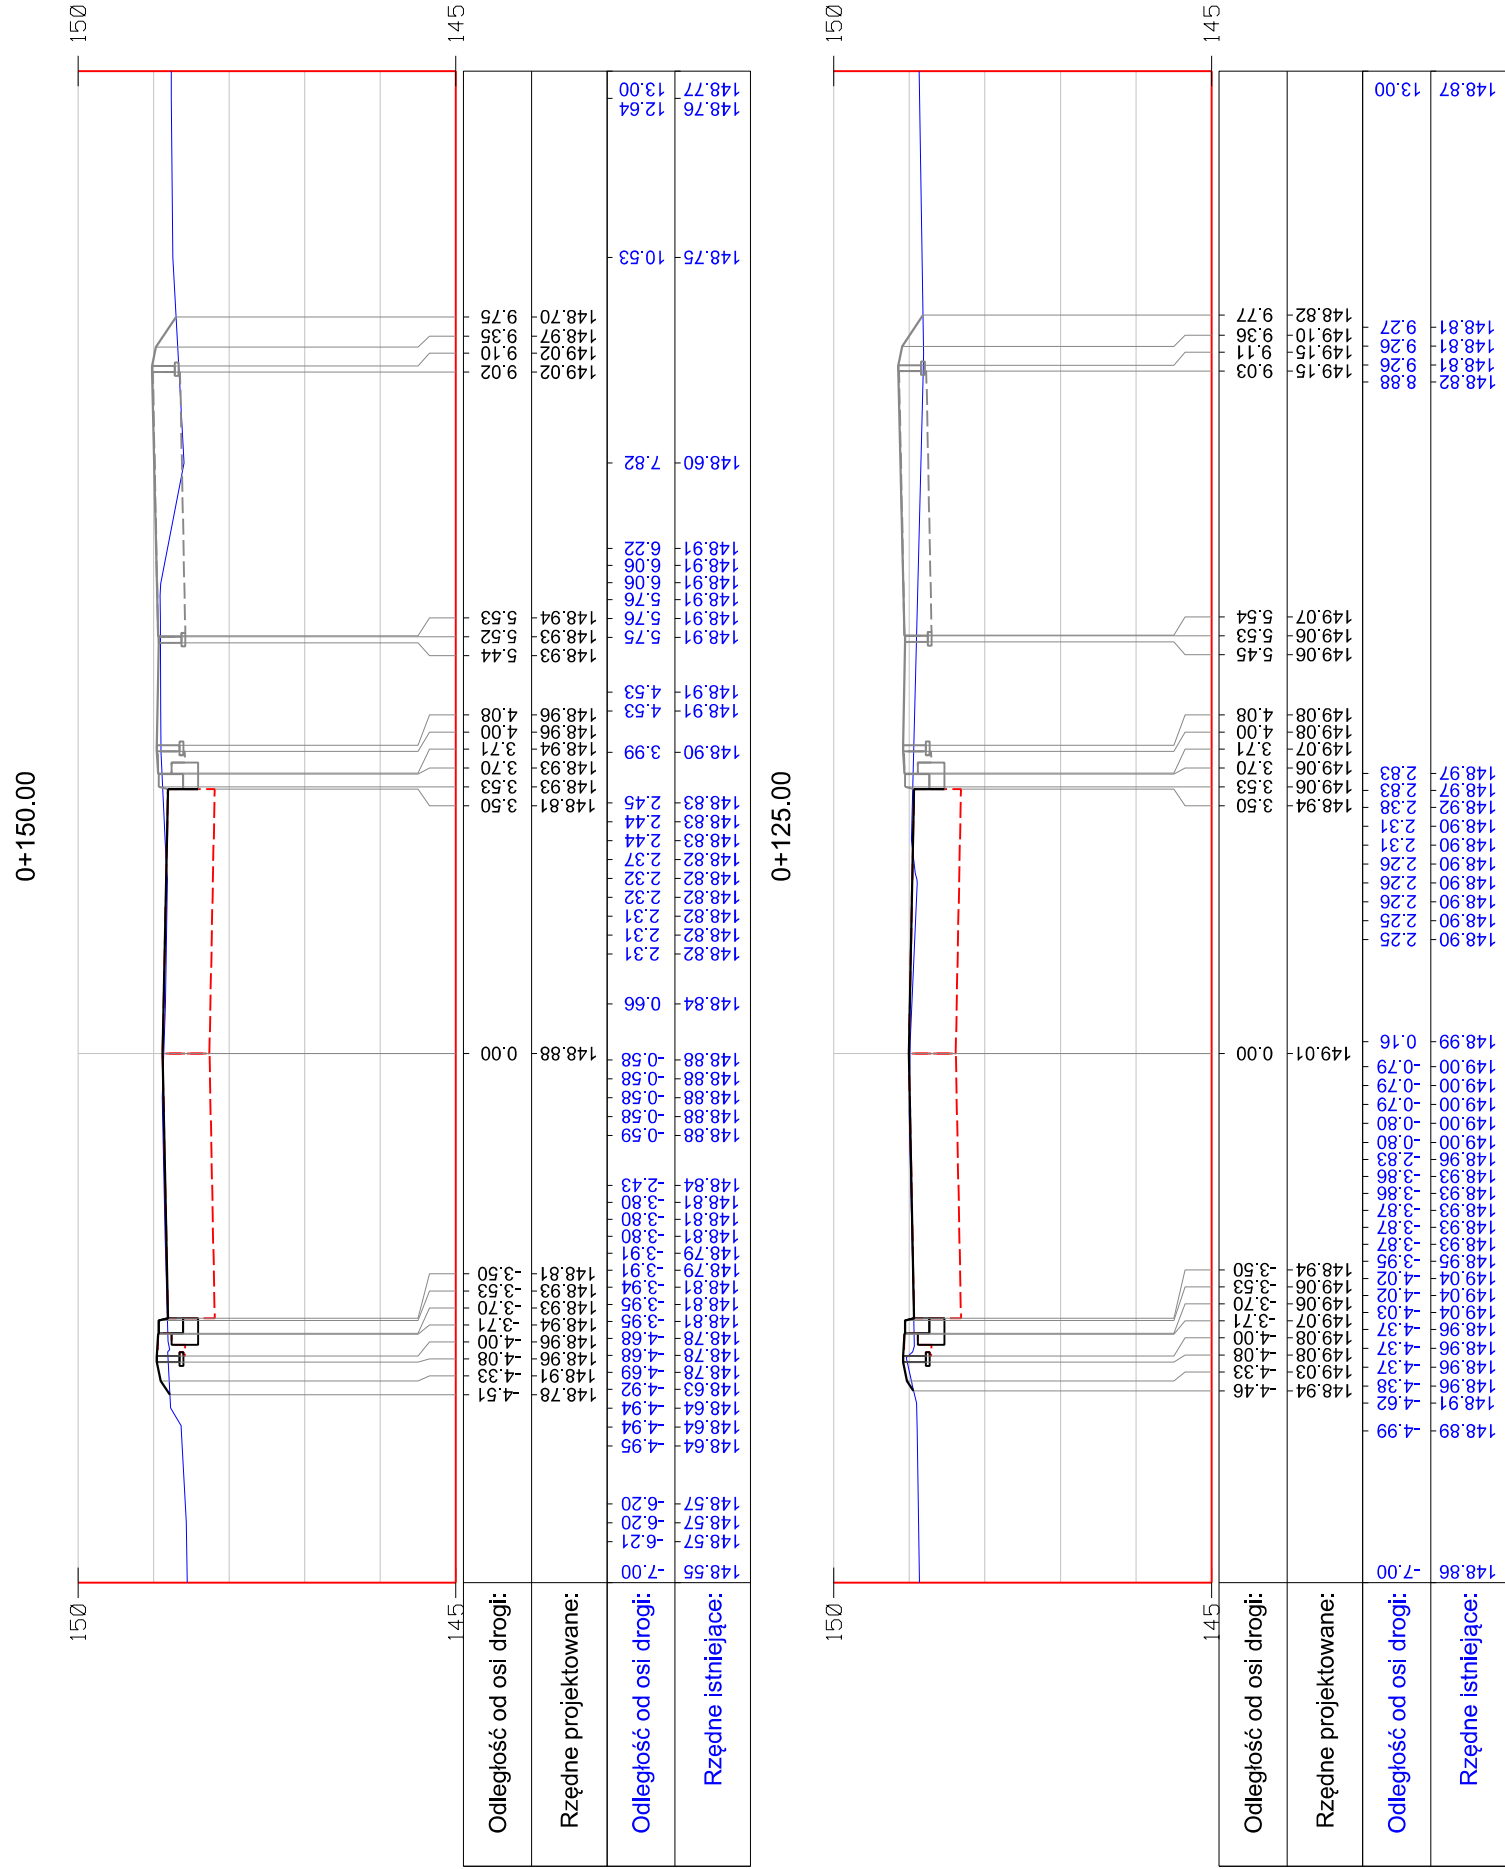 0+150.00
150
145
150
145
Odległość od osi drogi:
-4.51 -4.33 -4.08 -4.00 -3.71 -3.70 -3.53 -3.50 0.00 3.50 3.53 3.70 3.71 4.00 4.08 5.44 5.52 5.53 9.02 9.10 9.35 9.75
Rzędne projektowane:
148.78 148.91 148.96 148.96 148.94 148.93 148.93 148.81 148.88 148.81 148.93 148.93 148.94 148.96 148.96 148.93 148.93 148.94 149.02 149.02 148.97 148.70
Odległość od osi drogi:
-7.00 -6.21 -6.20 -6.20 -4.95 -4.94 -4.94 -4.92 -4.69 -4.68 -4.68 -3.95 -3.95 -3.94 -3.91 -3.91 -3.80 -3.80 -3.80 -2.43 -0.59 -0.58 -0.58 -0.58 -0.58 0.66 2.31 2.31 2.31 2.32 2.32 2.37 2.44 2.44 2.45 3.99 4.53 4.53 5.75 5.76 5.76 6.06 6.06 6.22 7.82 10.53 12.64 13.00
Rzędne istniejące:
148.55 148.57 148.57 148.57 148.64 148.64 148.64 148.63 148.78 148.78 148.78 148.81 148.81 148.81 148.79 148.79 148.81 148.81 148.81 148.84 148.88 148.88 148.88 148.88 148.88 148.84 148.82 148.82 148.82 148.82 148.82 148.82 148.83 148.83 148.83 148.90 148.91 148.91 148.91 148.91 148.91 148.91 148.91 148.91 148.60 148.75 148.76 148.77
0+125.00
150
145
150
145
Odległość od osi drogi:
-4.46 -4.33 -4.08 -4.00 -3.71 -3.70 -3.53 -3.50 0.00 3.50 3.53 3.70 3.71 4.00 4.08 5.45 5.53 5.54 9.03 9.11 9.36 9.77
Rzędne projektowane:
148.94 149.03 149.08 149.08 149.07 149.06 149.06 148.94 149.01 148.94 149.06 149.06 149.07 149.08 149.08 149.06 149.06 149.07 149.15 149.15 149.10 148.82
Odległość od osi drogi:
-7.00 -4.99 -4.62 -4.38 -4.37 -4.37 -4.37 -4.03 -4.02 -4.02 -3.95 -3.87 -3.87 -3.87 -3.86 -3.86 -2.83 -0.80 -0.80 -0.79 -0.79 -0.79 0.16 2.25 2.25 2.26 2.26 2.26 2.31 2.31 2.38 2.83 2.83 8.88 9.26 9.26 9.27 13.00
Rzędne istniejące:
148.86 148.89 148.91 148.96 148.96 148.96 148.96 149.04 149.04 149.04 148.95 148.93 148.93 148.93 148.93 148.93 148.96 149.00 149.00 149.00 149.00 149.00 148.99 148.90 148.90 148.90 148.90 148.90 148.90 148.90 148.92 148.97 148.97 148.82 148.81 148.81 148.81 148.87